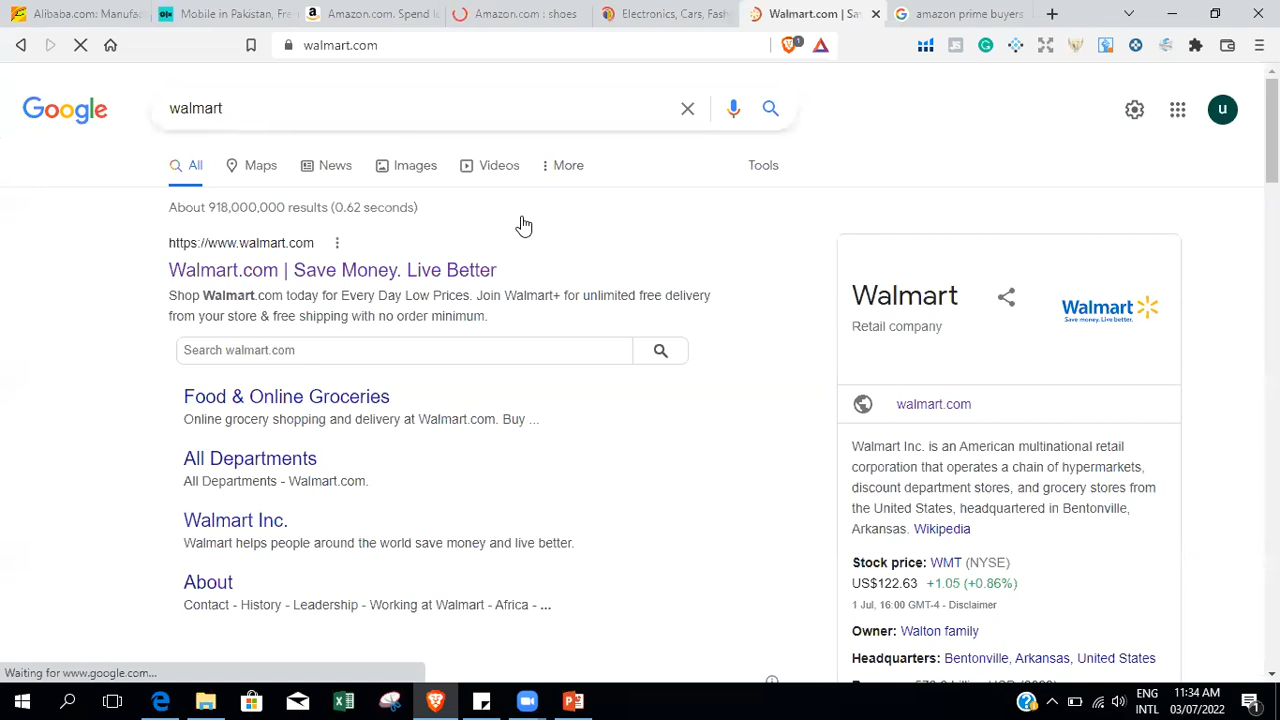 Alibaba.com: Manufa
Mobile in Pakistan, Fre
Amazon.com. Spend l
Amazon.com : shoes
Electronics, Cars, Fash
Walmart.com | Sa
amazon prime buyers
walmart.com
1
Google
walmart
u
All
Maps
News
Images
Videos
More
Tools
About 918,000,000 results (0.62 seconds)
https://www.walmart.com
Walmart.com | Save Money. Live Better
Shop Walmart.com today for Every Day Low Prices. Join Walmart+ for unlimited free delivery
from your store & free shipping with no order minimum.
Search walmart.com
Food & Online Groceries
Online grocery shopping and delivery at Walmart.com. Buy ...
All Departments
All Departments - Walmart.com.
Walmart Inc.
Walmart helps people around the world save money and live better.
About
Contact - History - Leadership - Working at Walmart - Africa - ...
Walmart
Retail company
Walmart
Save money. Live better.
walmart.com
Walmart Inc. is an American multinational retail
corporation that operates a chain of hypermarkets,
discount department stores, and grocery stores from
the United States, headquartered in Bentonville,
Arkansas. Wikipedia
Stock price: WMT (NYSE)
US$122.63 +1.05 (+0.86%)
1 Jul, 16:00 GMT-4 - Disclaimer
Owner: Walton family
Headquarters: Bentonville, Arkansas, United States
Waiting for www.google.com...
ENG
INTL
11:34 AM
03/07/2022
1